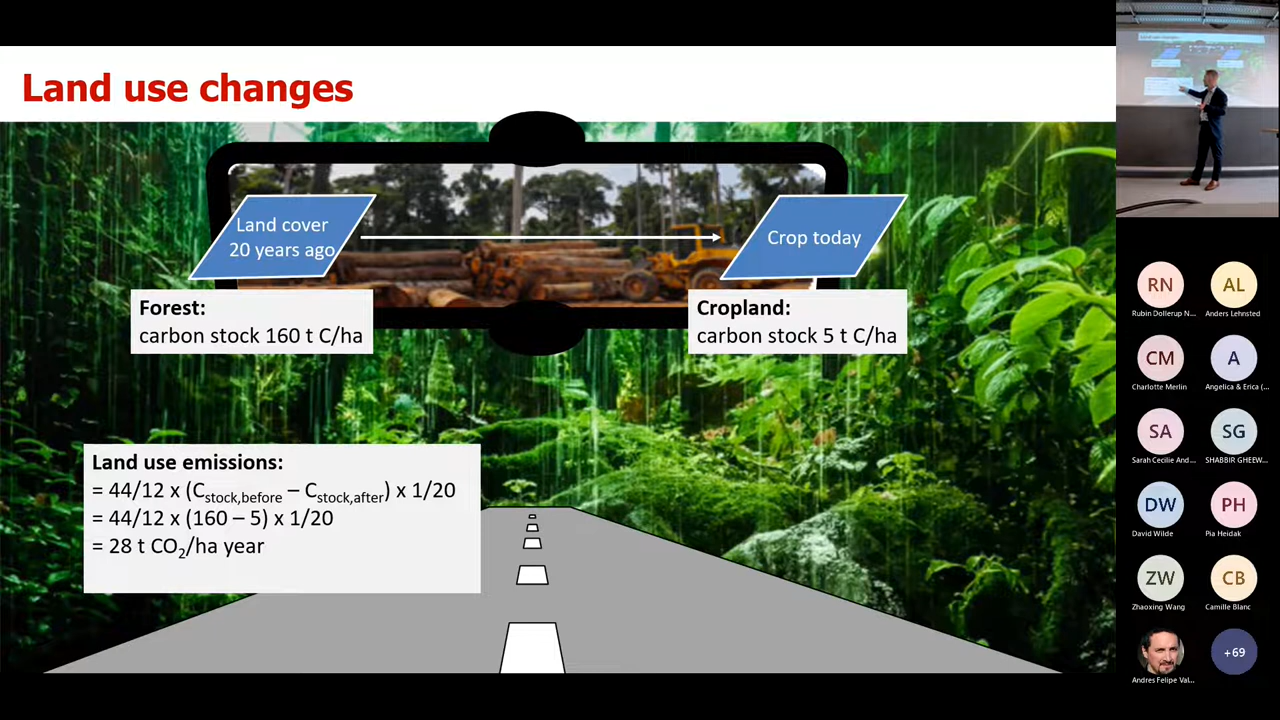 Land use changes
Land cover
20 years ago
Crop today
Forest:
carbon stock 160 t C/ha
Cropland:
carbon stock 5 t C/ha
Land use emissions:
= 44/12 x (Cstock,before – Cstock,after) x 1/20
= 44/12 x (160 – 5) x 1/20
= 28 t CO2/ha year
RN
Rubin Dollerup N...
AL
Anders Lehnsted
CM
Charlotte Merlin
A
Angelica & Erica (...
SA
Sarah Cecilie And...
SG
SHABBIR GHEEW...
DW
David Wilde
PH
Pia Heidak
ZW
Zhaoxing Wang
CB
Camille Blanc
Andres Felipe Val...
+69